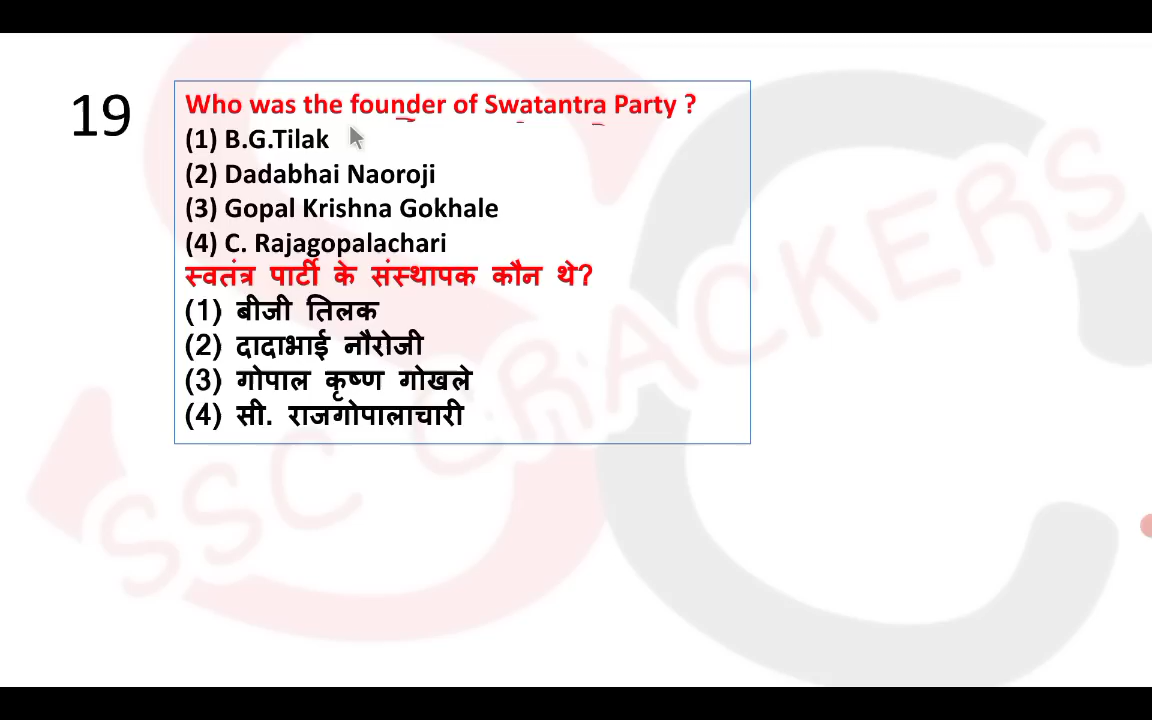 19
Who was the founder of Swatantra Party ?
(1) B.G.Tilak
(2) Dadabhai Naoroji
(3) Gopal Krishna Gokhale
(4) C. Rajagopalachari
स्वतंत्र पार्टी के संस्थापक कौन थे?
(1) बीजी तिलक
(2) दादाभाई नौरोजी
(3) गोपाल कृष्ण गोखले
(4) सी. राजगोपालाचारी
SSC CRACKERS